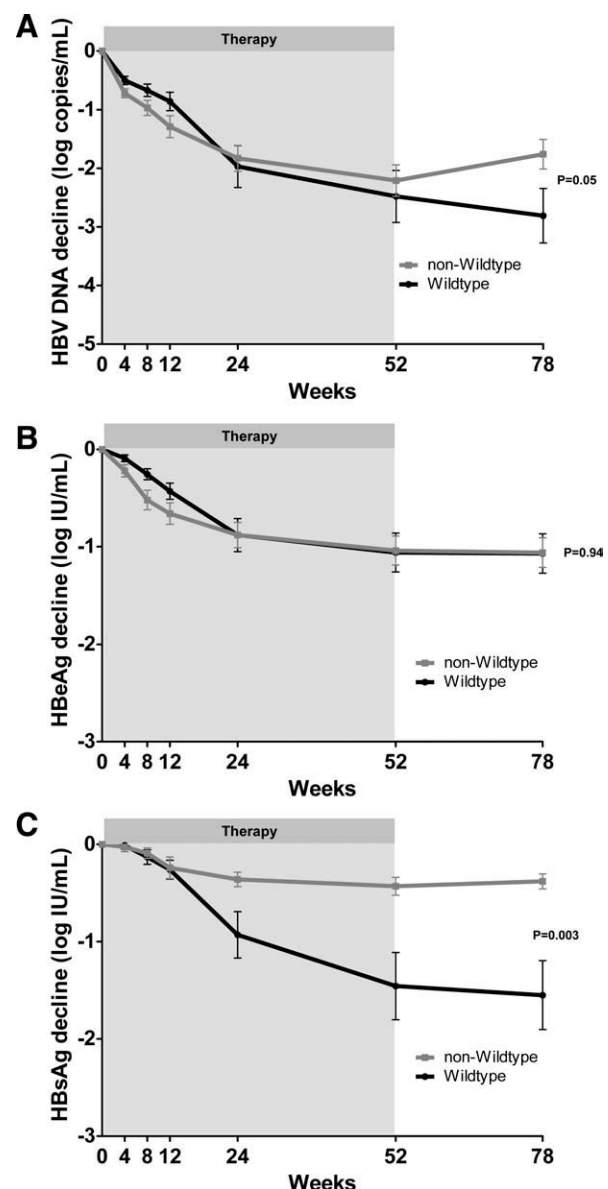 A
Therapy
HBV DNA decline (log copies/mL)
0
-1
-2
-3
-4
-5
P=0.05
non-Wildtype
Wildtype
0 4 8 12 24 52 78
Weeks
B
Therapy
HBeAg decline (log IU/mL)
0
-1
-2
-3
P=0.94
non-Wildtype
Wildtype
0 4 8 12 24 52 78
Weeks
C
Therapy
HBsAg decline (log IU/mL)
0
-1
-2
-3
P=0.003
non-Wildtype
Wildtype
0 4 8 12 24 52 78
Weeks